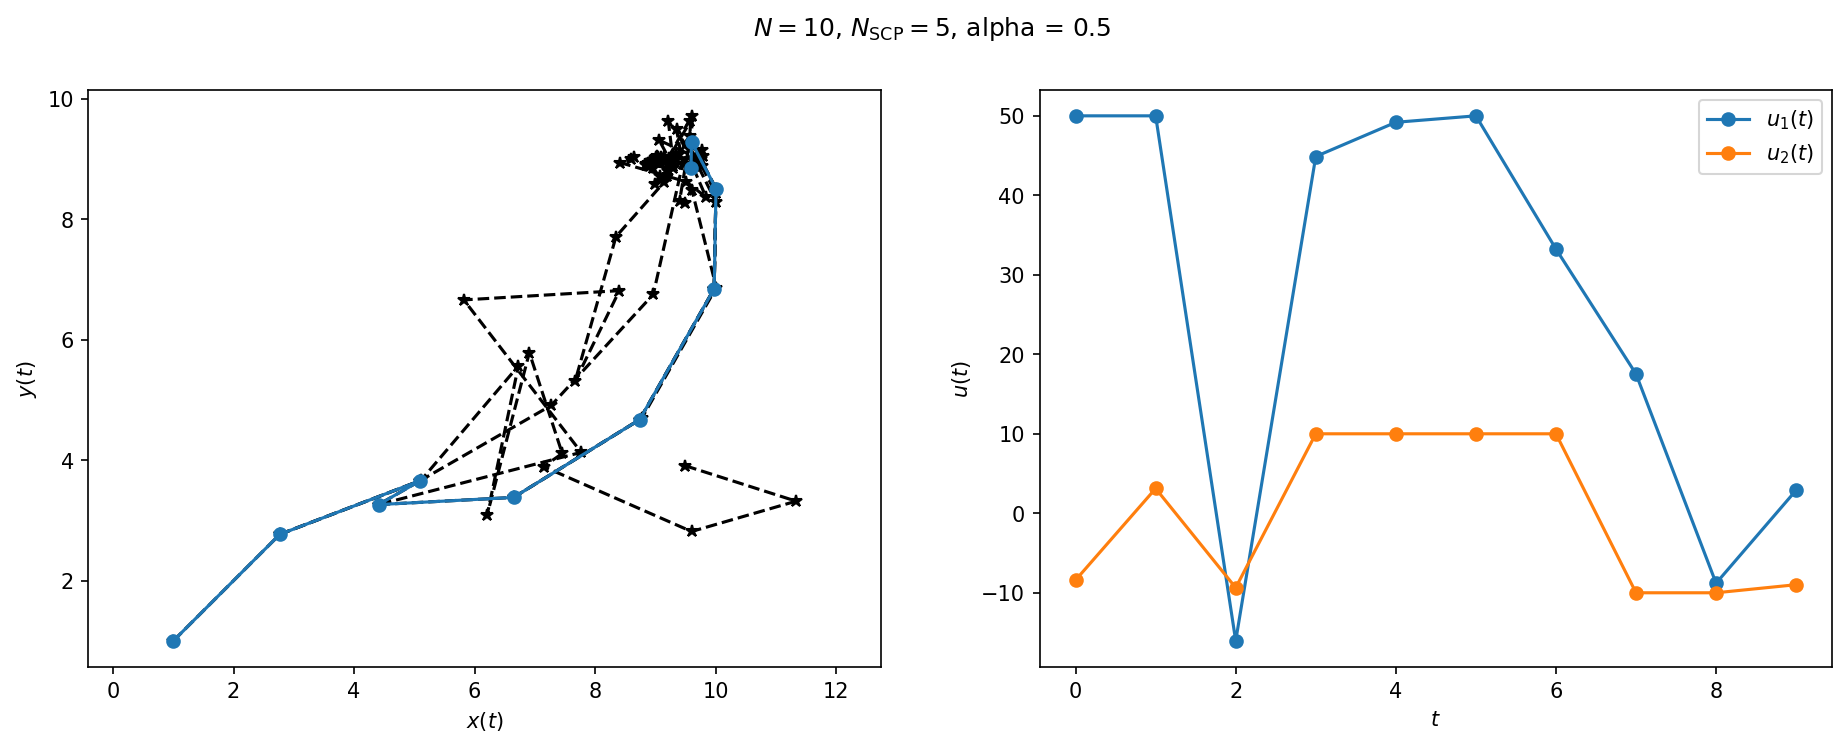 N = 10, N_SCP = 5, alpha = 0.5
10
8
6
4
2
y(t)
0 2 4 6 8 10 12
x(t)
50
40
30
20
10
0
−10
u(t)
0 2 4 6 8
t
u₁(t)
u₂(t)